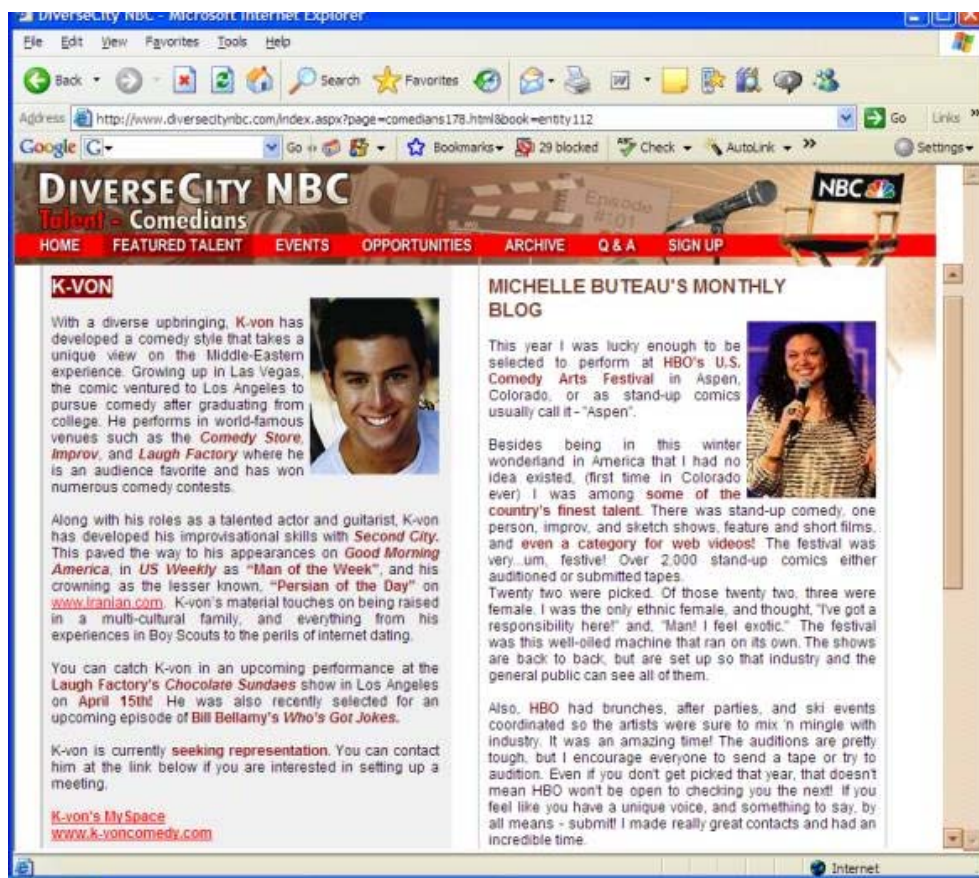 DiverseCity NBC - Microsoft Internet Explorer
File Edit View Favorites Tools Help
Back Search Favorites
Address http://www.diversecitynbc.com/index.aspx?page=comedians178.html&book=entity112 Go Links »
Google G Go Bookmarks 29 blocked Check AutoLink » Settings
DIVERSECITY NBC
Talent - Comedians
Episode
#101
NBC
HOME FEATURED TALENT EVENTS OPPORTUNITIES ARCHIVE Q & A SIGN UP
K-VON
With a diverse upbringing, K-von has
developed a comedy style that takes a
unique view on the Middle-Eastern
experience. Growing up in Las Vegas,
the comic ventured to Los Angeles to
pursue comedy after graduating from
college. He performs in world-famous
venues such as the Comedy Store,
Improv, and Laugh Factory where he
is an audience favorite and has won
numerous comedy contests.
Along with his roles as a talented actor and guitarist, K-von
has developed his improvisational skills with Second City.
This paved the way to his appearances on Good Morning
America, in US Weekly as “Man of the Week”, and his
crowning as the lesser known, “Persian of the Day” on
www.Iranian.com. K-von's material touches on being raised
in a multi-cultural family, and everything from his
experiences in Boy Scouts to the perils of internet dating.
You can catch K-von in an upcoming performance at the
Laugh Factory's Chocolate Sundaes show in Los Angeles
on April 15th! He was also recently selected for an
upcoming episode of Bill Bellamy's Who's Got Jokes.
K-von is currently seeking representation. You can contact
him at the link below if you are interested in setting up a
meeting.
K-von's MySpace
www.k-voncomedy.com
MICHELLE BUTEAU'S MONTHLY
BLOG
This year I was lucky enough to be
selected to perform at HBO's U.S.
Comedy Arts Festival in Aspen,
Colorado, or as stand-up comics
usually call it - “Aspen”.
Besides being in this winter
wonderland in America that I had no
idea existed, (first time in Colorado
ever) I was among some of the
country's finest talent. There was stand-up comedy, one
person, improv, and sketch shows, feature and short films,
and even a category for web videos! The festival was
very...um, festive! Over 2,000 stand-up comics either
auditioned or submitted tapes.
Twenty two were picked. Of those twenty two, three were
female. I was the only ethnic female, and thought, “I've got a
responsibility here!” and, “Man! I feel exotic.” The festival
was this well-oiled machine that ran on its own. The shows
are back to back, but are set up so that industry and the
general public can see all of them.
Also, HBO had brunches, after parties, and ski events
coordinated so the artists were sure to mix 'n mingle with
industry. It was an amazing time! The auditions are pretty
tough, but I encourage everyone to send a tape or try to
audition. Even if you don't get picked that year, that doesn't
mean HBO won't be open to checking you the next! If you
feel like you have a unique voice, and something to say, by
all means - submit! I made really great contacts and had an
incredible time.
Internet